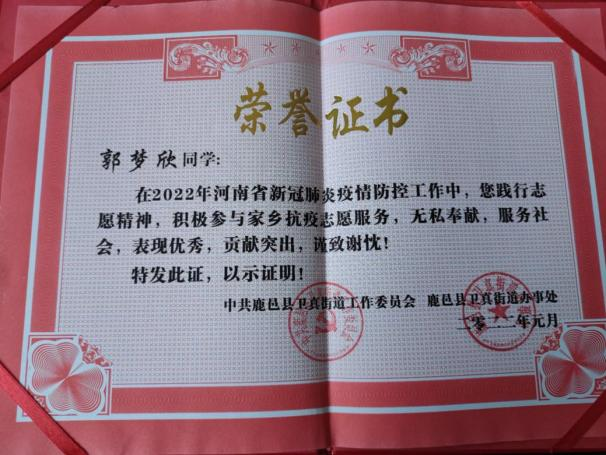 荣誉证书
郭梦欣同学：
在2022年河南省新冠肺炎疫情防控工作中，您践行志
愿精神，积极参与家乡抗疫志愿服务，无私奉献，服务社
会，表现优秀，贡献突出，谨致谢忱！
特发此证，以示证明！
中共鹿邑县卫真街道工作委员会 鹿邑县卫真街道办事处
二零二二年元月